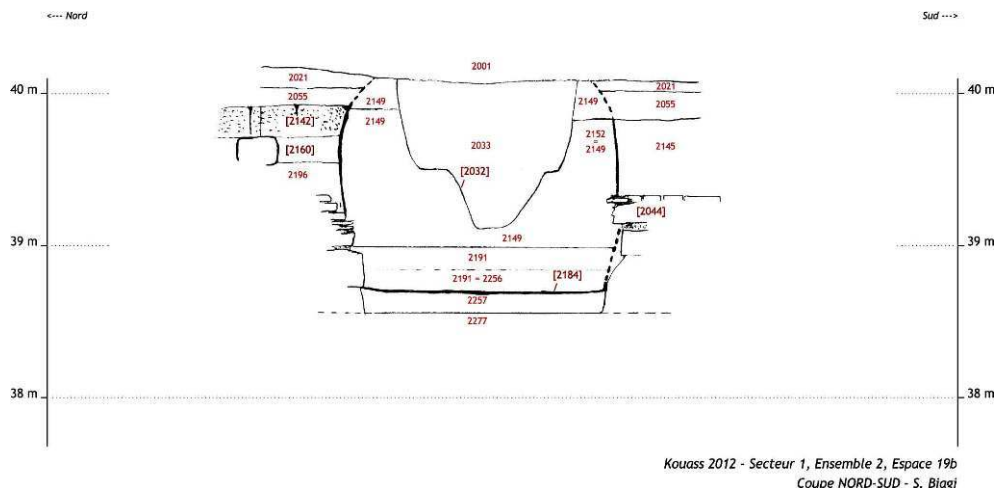 <--- Nord
Sud --->
2001
2021
2021
40 m
40 m
2055
2149
2149
2055
[2142]
2149
2152
=
2149
2033
2145
[2160]
[2032]
2196
[2044]
2149
39 m
39 m
2191
2191 = 2256
[2184]
2257
2277
38 m
38 m
Kouass 2012 - Secteur 1, Ensemble 2, Espace 19b
Coupe NORD-SUD - S. Biagi